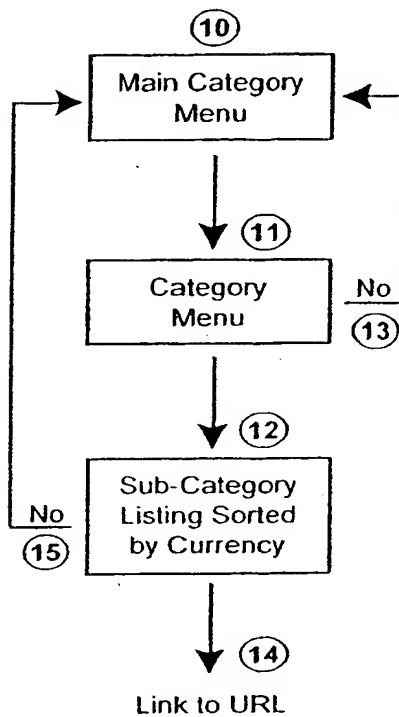 10
Main Category
Menu
11
Category
Menu
No
13
12
Sub-Category
Listing Sorted
by Currency
No
15
14
Link to URL